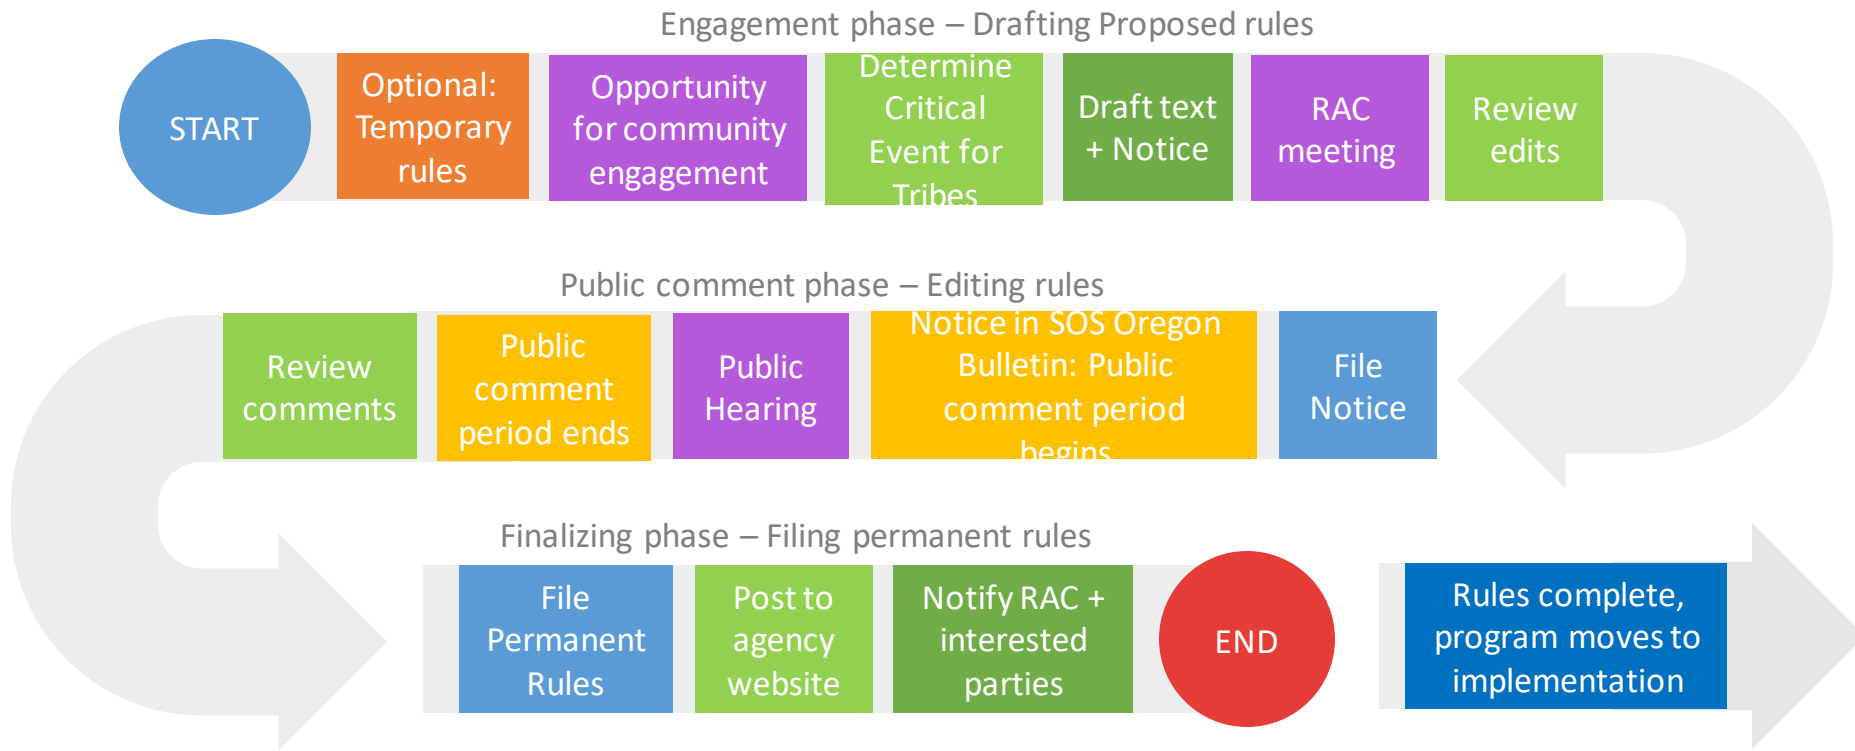 Engagement phase – Drafting Proposed rules
START
Optional:
Temporary
rules
Opportunity
for community
engagement
Determine
Critical
Event for
Tribes
Draft text
+ Notice
RAC
meeting
Review
edits
Public comment phase – Editing rules
Review
comments
Public
comment
period ends
Public
Hearing
Notice in SOS Oregon
Bulletin: Public
comment period
begins
File
Notice
Finalizing phase – Filing permanent rules
File
Permanent
Rules
Post to
agency
website
Notify RAC +
interested
parties
END
Rules complete,
program moves to
implementation